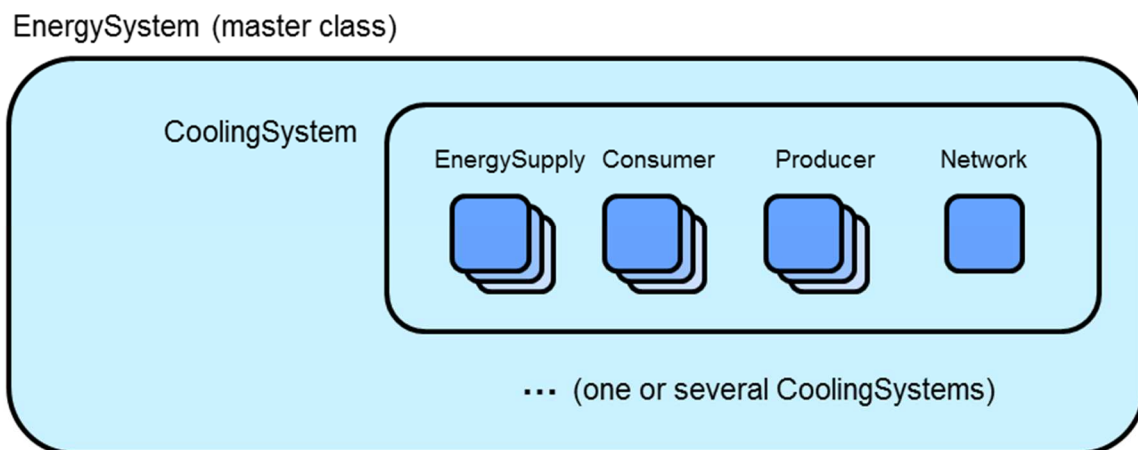 EnergySystem (master class)
CoolingSystem
EnergySupply Consumer Producer Network
... (one or several CoolingSystems)